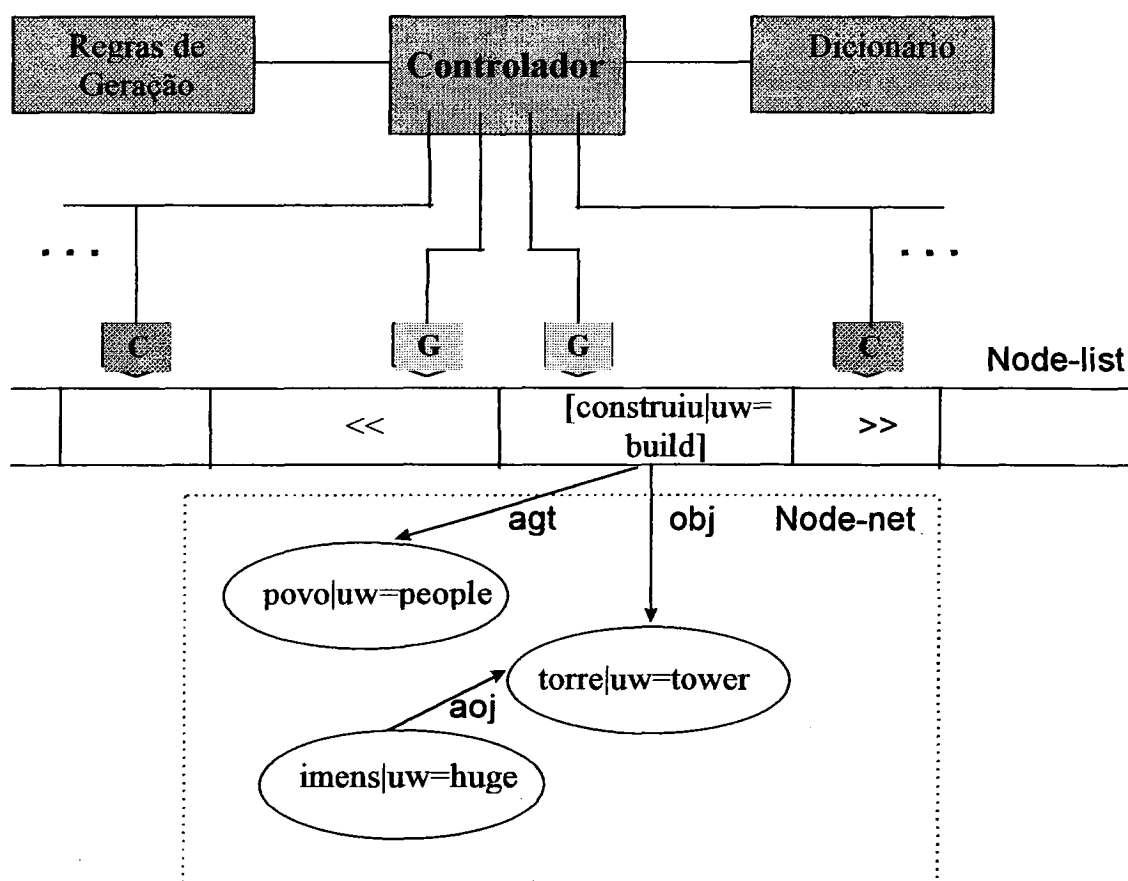 Regras de
Geração
Controlador
Dicionário
...
...
C
G
G
C
Node-list
<<
[construiu|uw=
build]
>>
agt
obj
Node-net
povo|uw=people
torre|uw=tower
aoj
imens|uw=huge